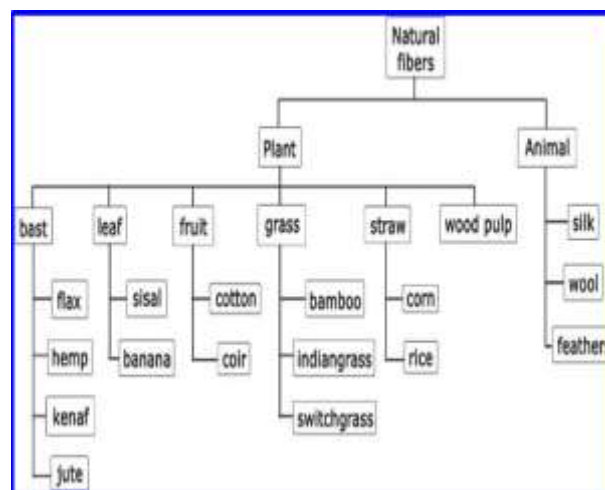 Natural
fibers
Plant
Animal
bast
leaf
fruit
grass
straw
wood pulp
silk
flax
sisal
cotton
bamboo
corn
wool
hemp
banana
coir
indiangrass
rice
feather
kenaf
switchgrass
jute